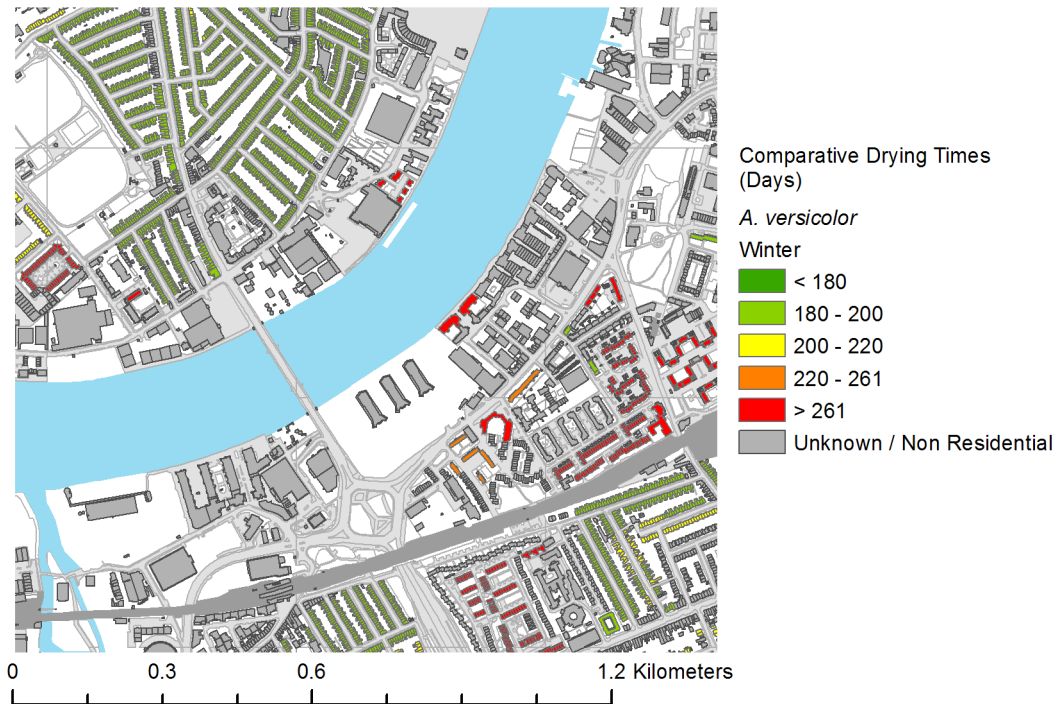 Comparative Drying Times
(Days)
A. versicolor
Winter
< 180
180 - 200
200 - 220
220 - 261
> 261
Unknown / Non Residential
0 0.3 0.6 1.2 Kilometers